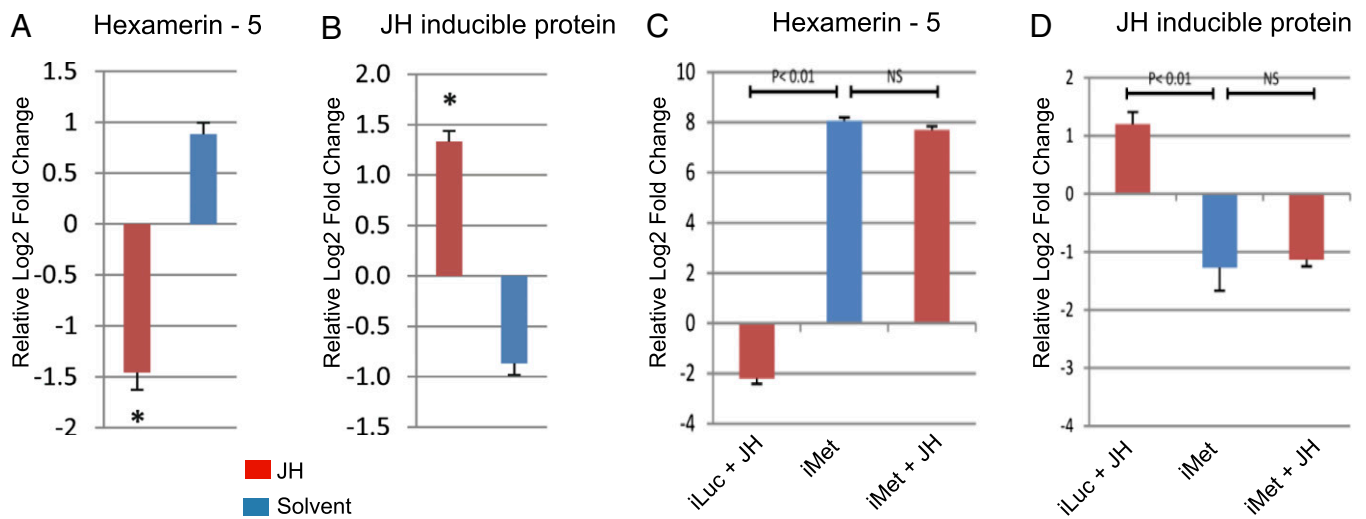 A Hexamerin - 5
Relative Log2 Fold Change
1.5
1
0.5
0
-0.5
-1
-1.5
-2
*
B JH inducible protein
Relative Log2 Fold Change
2.0
1.5
1.0
0.5
0.0
-0.5
-1.0
-1.5
*
JH
Solvent
C Hexamerin - 5
Relative Log2 Fold Change
10
8
6
4
2
0
-2
-4
P< 0.01 NS
iLuc + JH
iMet
iMet + JH
D JH inducible protein
Relative Log2 Fold Change
2
1
0
-1
-2
-3
-4
P< 0.01 NS
iLuc + JH
iMet
iMet + JH